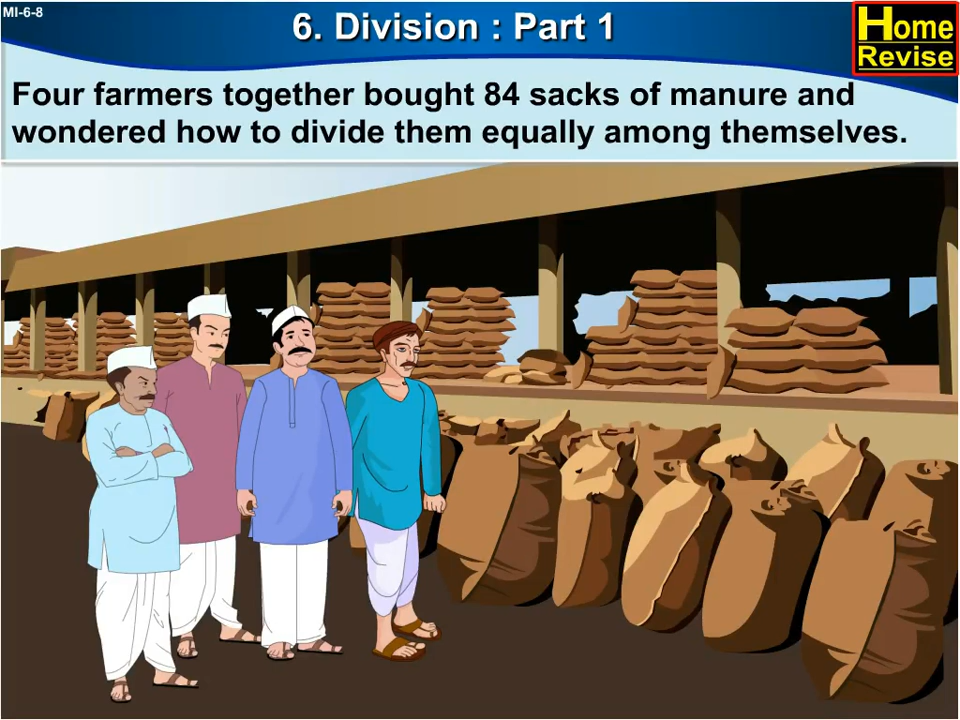 MI-6-8
6. Division : Part 1
Home
Revise
Four farmers together bought 84 sacks of manure and
wondered how to divide them equally among themselves.